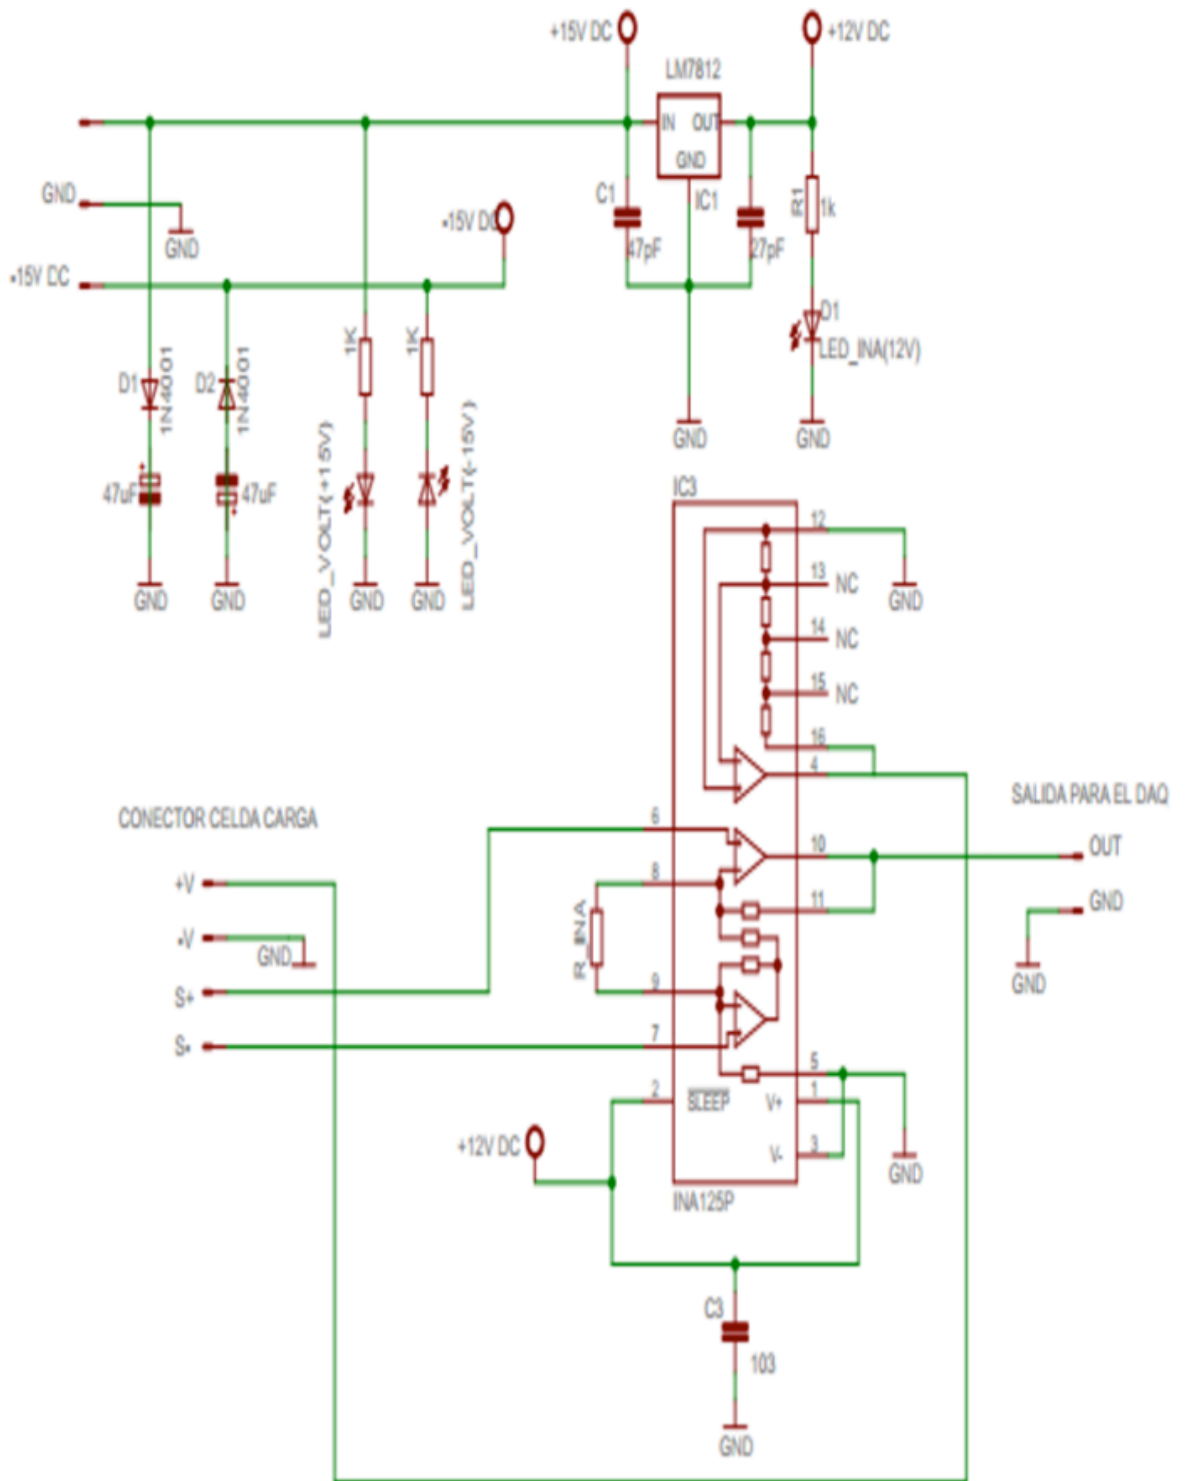 +15V DC
+12V DC
LM7812
IN
OUT
GND
IC1
C1
47pF
27pF
R1
1k
D1
LED_INA(12V)
GND
GND
GND
GND
-15V DC
-15V DC
D1
1N4001
D2
1N4001
47uF
47uF
+
+
1K
1K
LED_VOLT(+15V)
LED_VOLT(-15V)
GND
GND
GND
GND
IC3
12
GND
13
NC
14
NC
15
NC
16
4
SALIDA PARA EL DAQ
CONECTOR CELDA CARGA
6
10
OUT
+V
8
11
GND
R_INA
-V
GND
GND
S+
9
S-
7
5
2
SLEEP
V+
1
+12V DC
V-
3
GND
INA125P
C3
103
GND